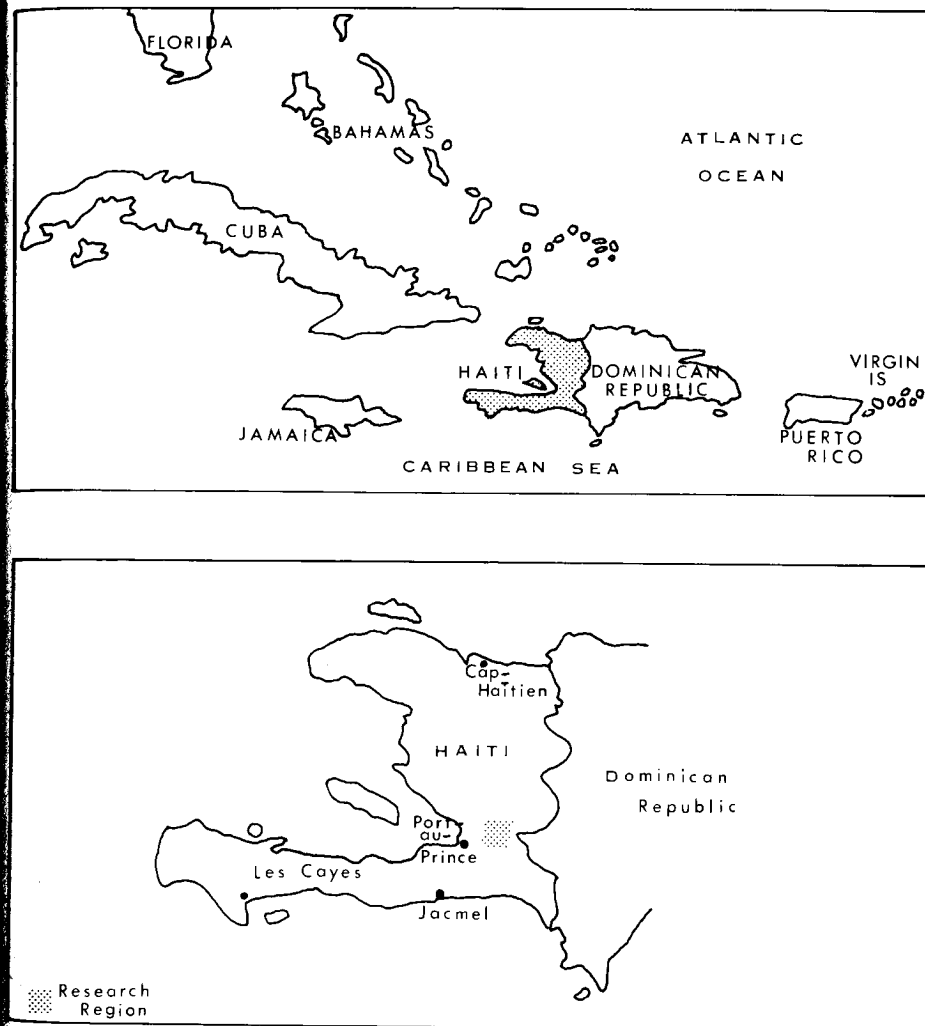 FLORIDA
BAHAMAS
ATLANTIC
OCEAN
CUBA
HAITI
DOMINICAN
REPUBLIC
VIRGIN
IS
JAMAICA
PUERTO
RICO
CARIBBEAN SEA
Cap-
Haïtien
HAITI
Dominican
Republic
Port-
au-
Prince
Les Cayes
Jacmel
Research
Region